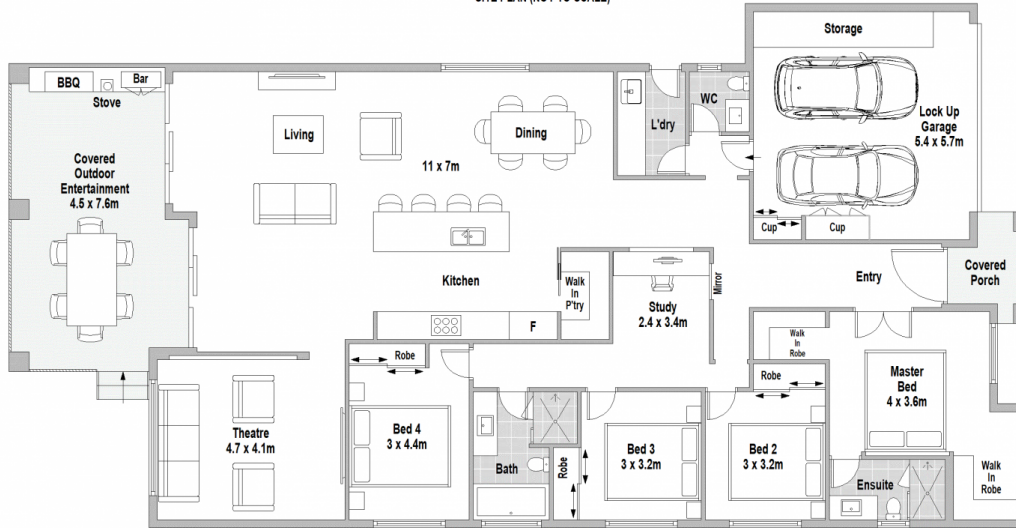 BBQ
Bar
Stove
Covered
Outdoor
Entertainment
4.5 x 7.6m
Living
Dining
11 x 7m
L'dry
WC
Storage
Lock Up
Garage
5.4 x 5.7m
Cup
Cup
Kitchen
F
Walk
In
P'try
Study
2.4 x 3.4m
Mirror
Entry
Covered
Porch
Walk
In
Robe
Master
Bed
4 x 3.6m
Robe
Theatre
4.7 x 4.1m
Robe
Bed 4
3 x 4.4m
Bath
Robe
Bed 3
3 x 3.2m
Bed 2
3 x 3.2m
Ensuite
Walk
In
Robe